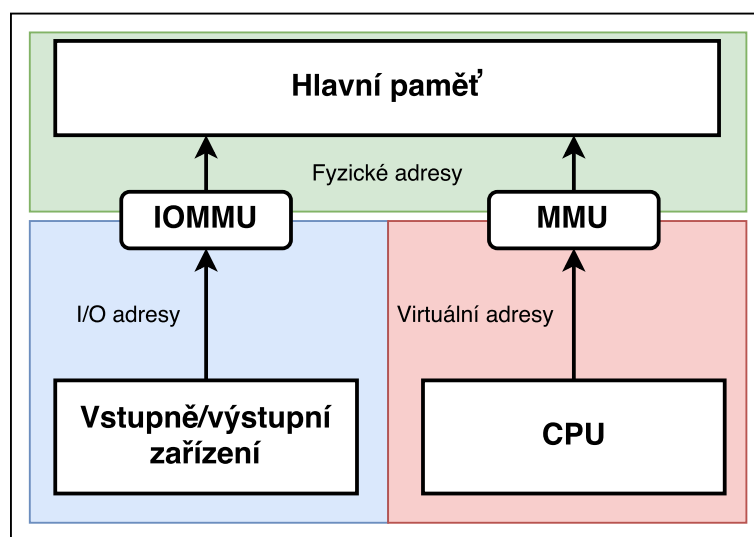 Hlavní paměť
Fyzické adresy
IOMMU
MMU
I/O adresy
Virtuální adresy
Vstupně/výstupní
zařízení
CPU